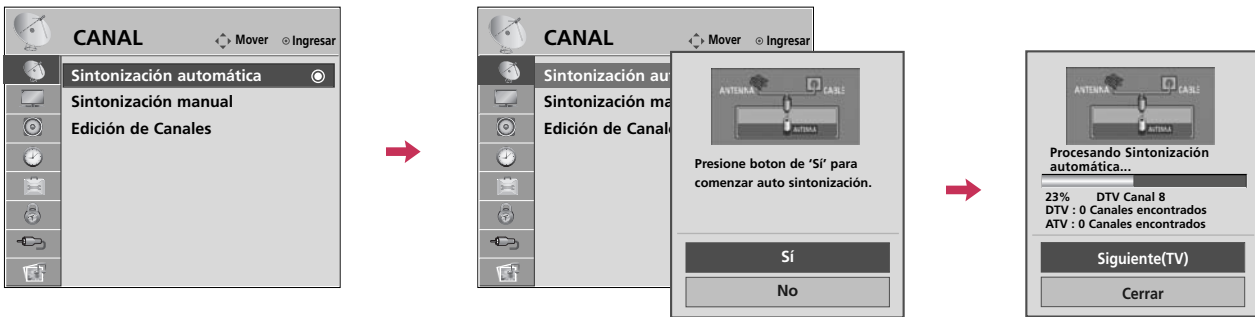 CANAL
Mover
Ingresar
Sintonización automática
Sintonización manual
Edición de Canales
CANAL
Mover
Ingresar
Sintonización au
Sintonización ma
Edición de Canal
ANTENNA
CABLE
ANTENNA
Presione boton de ‘Sí’ para
comenzar auto sintonización.
Sí
No
ANTENNA
CABLE
ANTENNA
Procesando Sintonización
automática...
23% DTV Canal 8
DTV : 0 Canales encontrados
ATV : 0 Canales encontrados
Siguiente(TV)
Cerrar